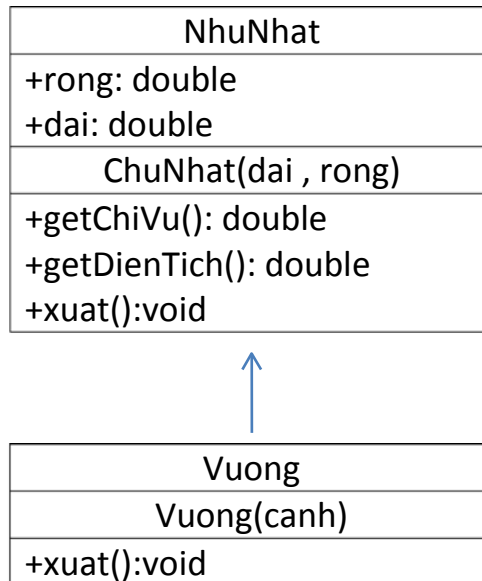 NhuNhat
+rong: double
+dai: double
ChuNhat(dai , rong)
+getChiVu(): double
+getDienTich(): double
+xuat():void
Vuong
Vuong(canh)
+xuat():void